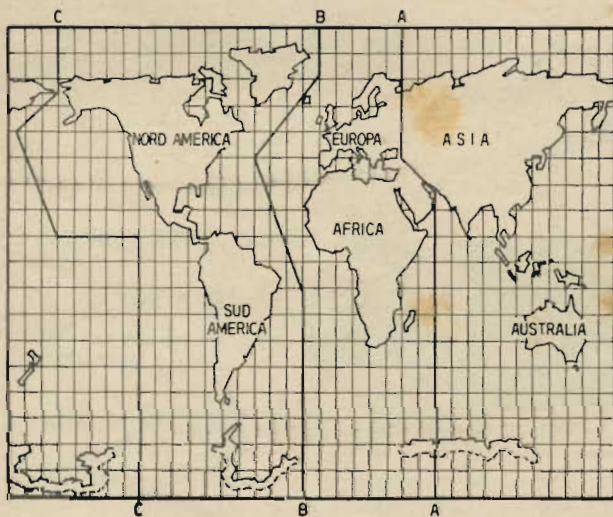 C B A
NORD AMERICA EUROPA ASIA
AFRICA
SUD
AMERICA AUSTRALIA
C B A